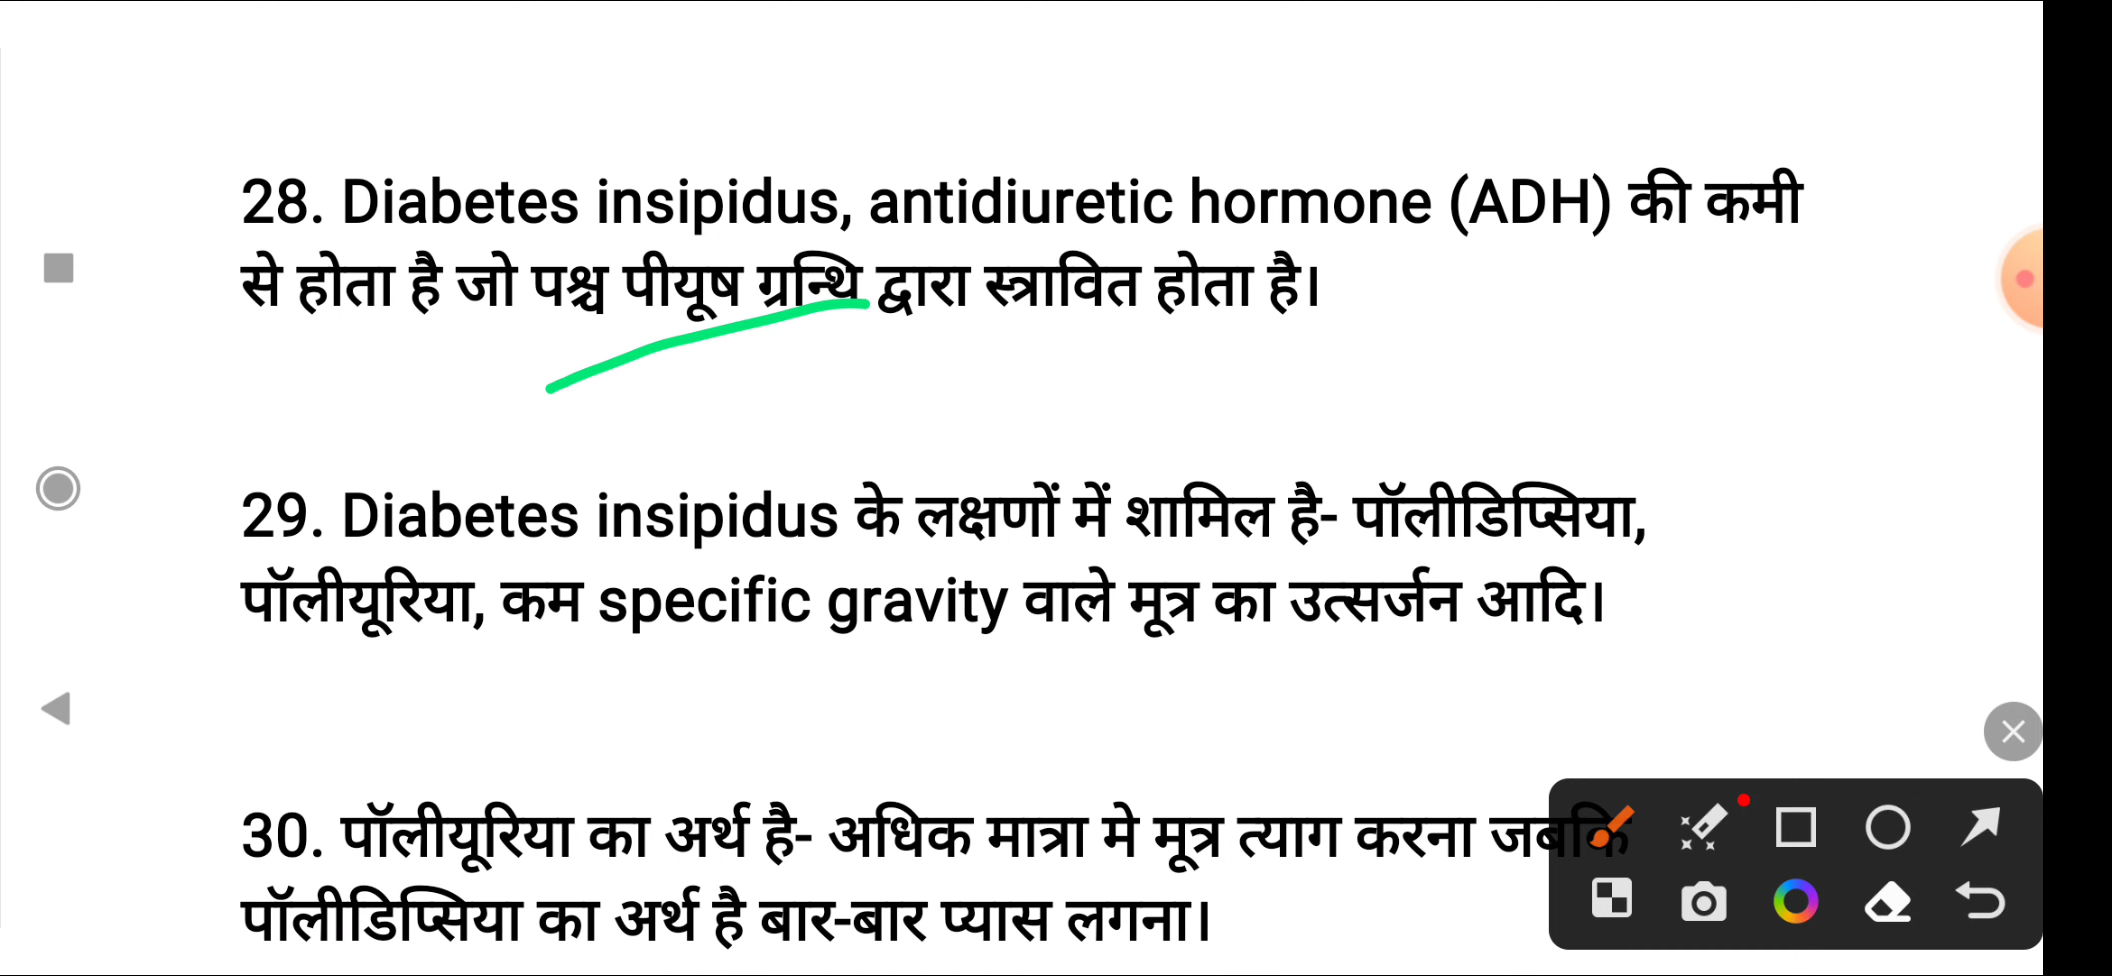 28. Diabetes insipidus, antidiuretic hormone (ADH) की कमी
से होता है जो पश्च पीयूष ग्रन्थि द्वारा स्त्रावित होता है।
29. Diabetes insipidus के लक्षणों में शामिल है- पॉलीडिप्सिया,
पॉलीयूरिया, कम specific gravity वाले मूत्र का उत्सर्जन आदि।
30. पॉलीयूरिया का अर्थ है- अधिक मात्रा मे मूत्र त्याग करना जबकि
पॉलीडिप्सिया का अर्थ है बार-बार प्यास लगना।